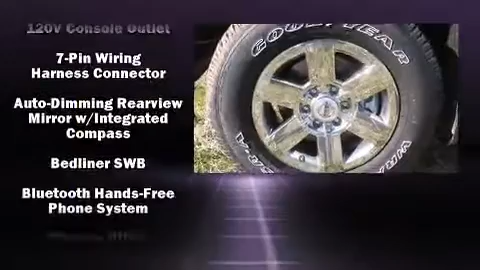 120V Console Outlet
7-Pin Wiring
Harness Connector
Auto-Dimming Rearview
Mirror w/Integrated
Compass
Bedliner SWB
Bluetooth Hands-Free
Phone System
GOODYEAR